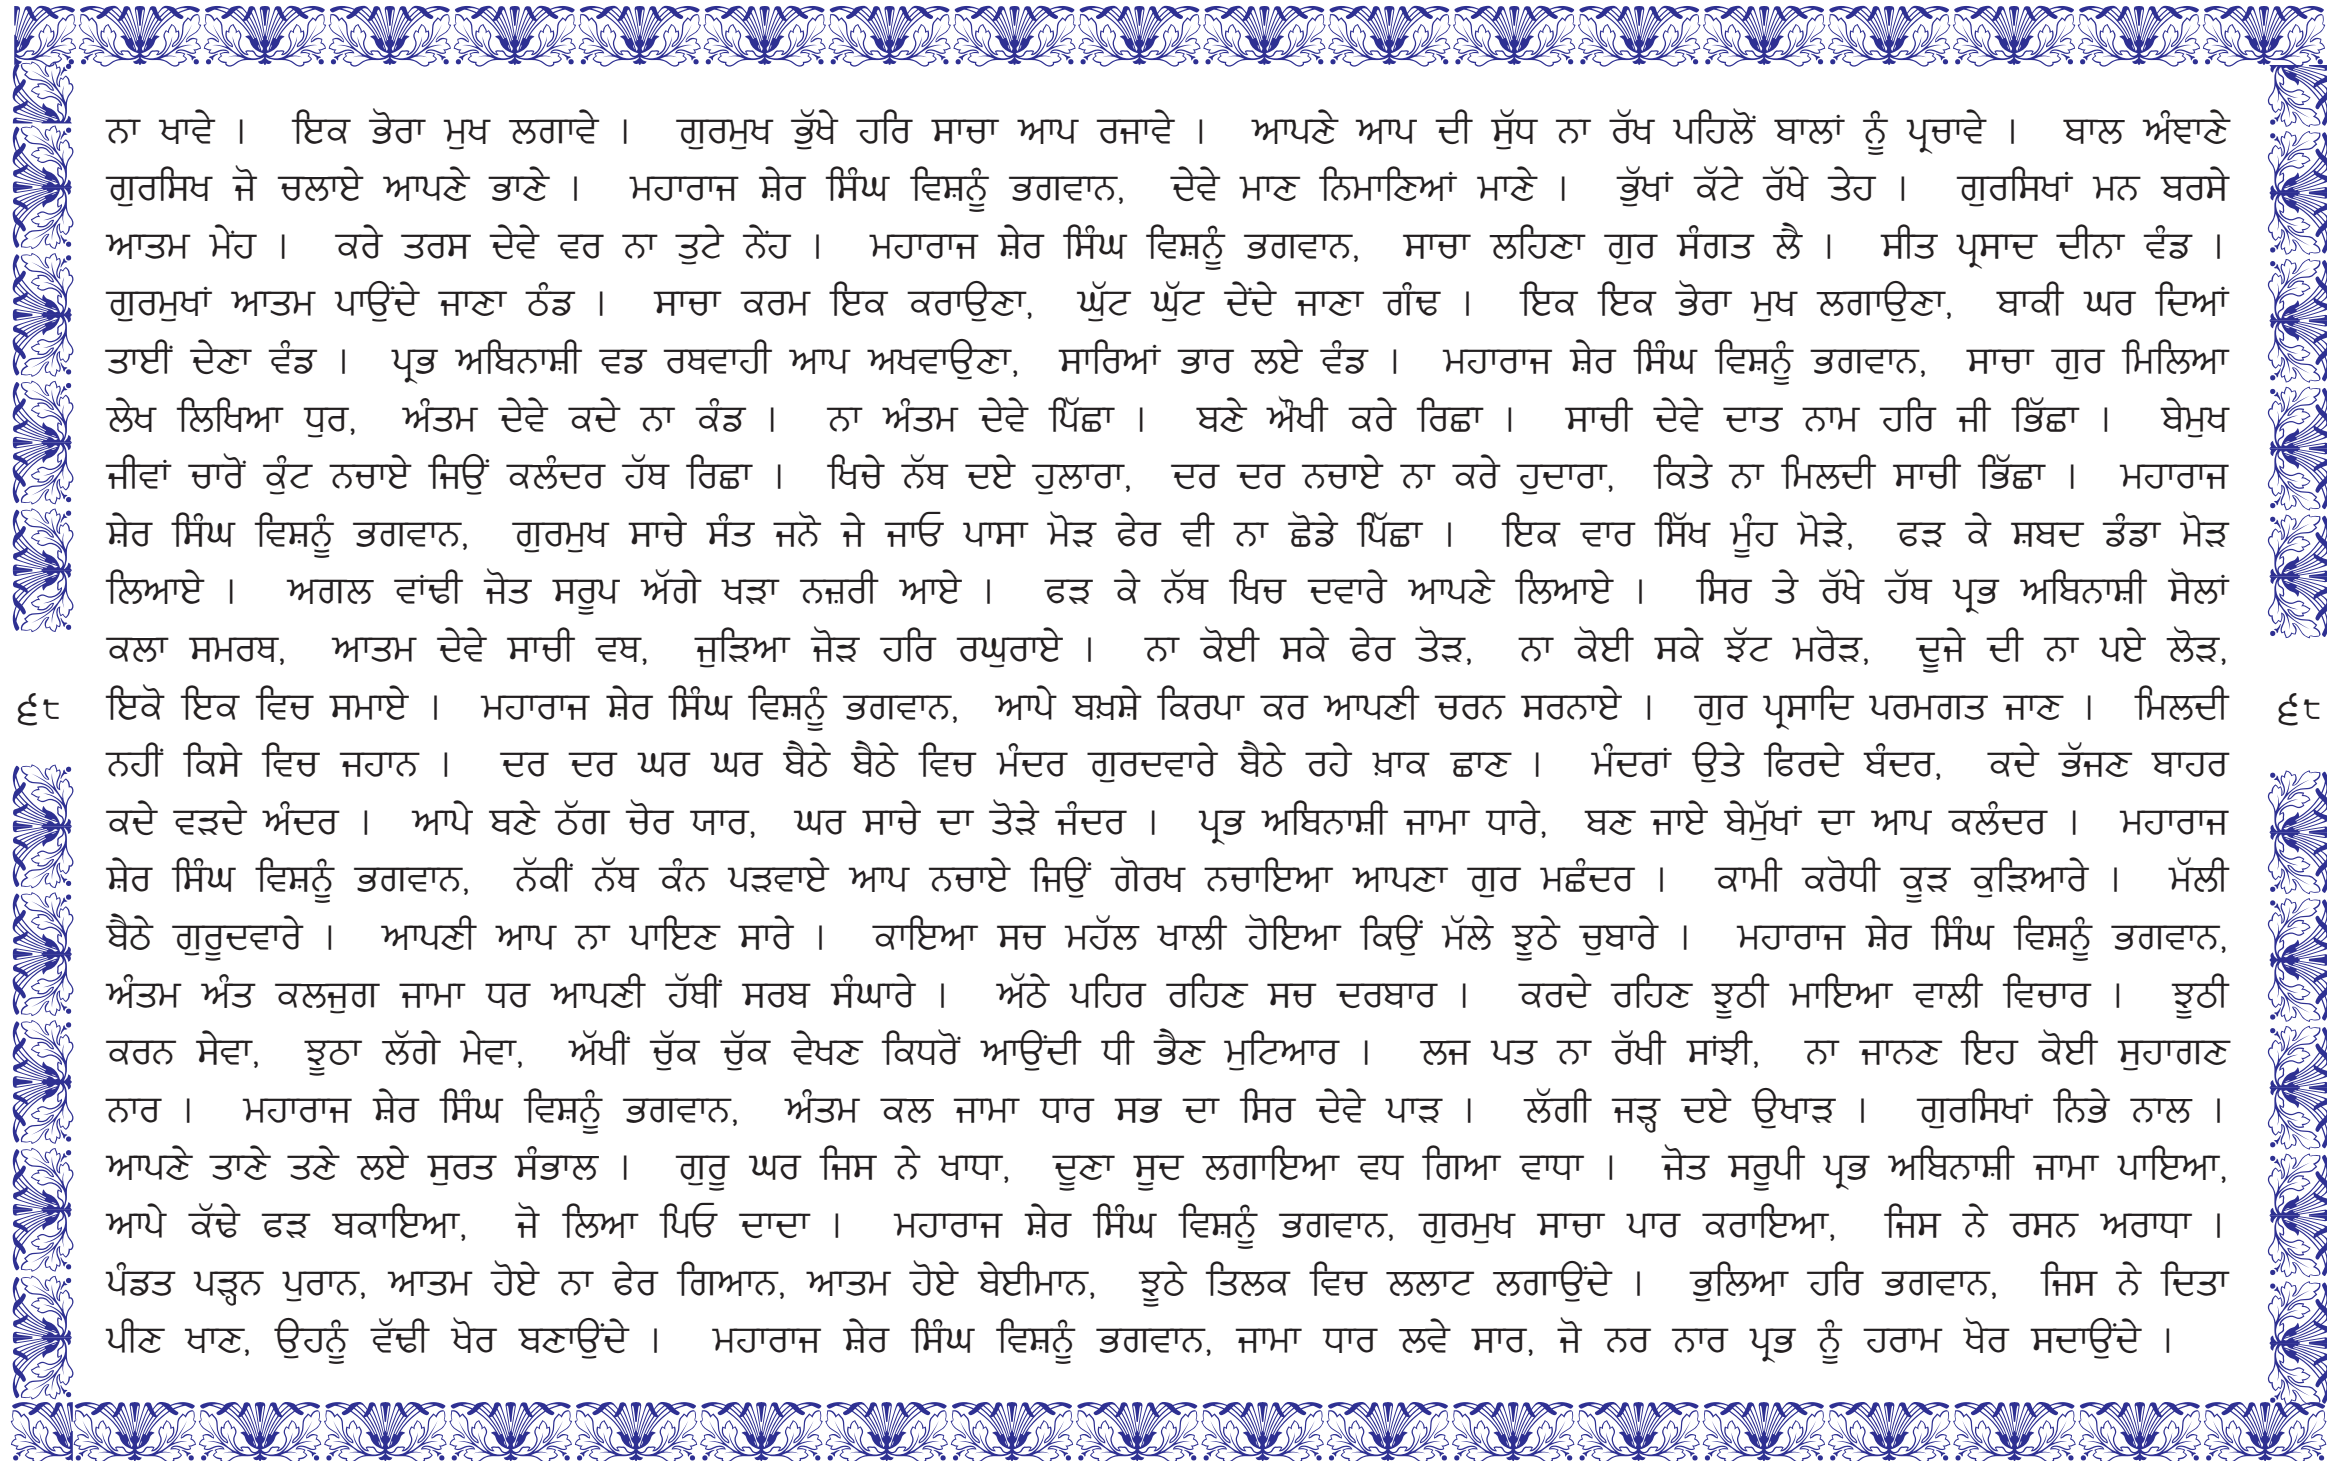 ਨਾ ਖਾਵੇ । ਇਕ ਭੋਰਾ ਮੁਖ ਲਗਾਵੇ । ਗੁਰਮੁਖ ਭੁੱਖੇ ਹਰਿ ਸਾਚਾ ਆਪ ਰਜਾਵੇ । ਆਪਣੇ ਆਪ ਦੀ ਸੁੱਧ ਨਾ ਰੱਖ ਪਹਿਲੋਂ ਬਾਲਾਂ ਨੂੰ ਪ੍ਰਚਾਵੇ । ਬਾਲ ਅੰਞਾਣੇ
ਗੁਰਸਿਖ ਜੋ ਚਲਾਏ ਆਪਣੇ ਭਾਣੇ । ਮਹਾਰਾਜ ਸ਼ੇਰ ਸਿੰਘ ਵਿਸ਼ਨੂੰ ਭਗਵਾਨ, ਦੇਵੇ ਮਾਣ ਨਿਮਾਣਿਆਂ ਮਾਣੇ । ਭੁੱਖਾਂ ਕੱਟੇ ਰੱਖੇ ਤੇਹ । ਗੁਰਸਿਖਾਂ ਮਨ ਬਰਸੇ
ਆਤਮ ਮੇਂਹ । ਕਰੇ ਤਰਸ ਦੇਵੇ ਵਰ ਨਾ ਤੁਟੇ ਨੇਂਹ । ਮਹਾਰਾਜ ਸ਼ੇਰ ਸਿੰਘ ਵਿਸ਼ਨੂੰ ਭਗਵਾਨ, ਸਾਚਾ ਲਹਿਣਾ ਗੁਰ ਸੰਗਤ ਲੈ । ਸੀਤ ਪ੍ਰਸਾਦ ਦੀਨਾ ਵੰਡ ।
ਗੁਰਮੁਖਾਂ ਆਤਮ ਪਾਉਂਦੇ ਜਾਣਾ ਠੰਡ । ਸਾਚਾ ਕਰਮ ਇਕ ਕਰਾਉਣਾ, ਘੁੱਟ ਘੁੱਟ ਦੇਂਦੇ ਜਾਣਾ ਗੰਢ । ਇਕ ਇਕ ਭੋਰਾ ਮੁਖ ਲਗਾਉਣਾ, ਬਾਕੀ ਘਰ ਦਿਆਂ
ਤਾਈਂ ਦੇਣਾ ਵੰਡ । ਪ੍ਰਭ ਅਬਿਨਾਸ਼ੀ ਵਡ ਰਥਵਾਹੀ ਆਪ ਅਖਵਾਉਣਾ, ਸਾਰਿਆਂ ਭਾਰ ਲਏ ਵੰਡ । ਮਹਾਰਾਜ ਸ਼ੇਰ ਸਿੰਘ ਵਿਸ਼ਨੂੰ ਭਗਵਾਨ, ਸਾਚਾ ਗੁਰ ਮਿਲਿਆ
ਲੇਖ ਲਿਖਿਆ ਧੁਰ, ਅੰਤਮ ਦੇਵੇ ਕਦੇ ਨਾ ਕੰਡ । ਨਾ ਅੰਤਮ ਦੇਵੇ ਪਿੱਛਾ । ਬਣੇ ਔਖੀ ਕਰੇ ਰਿਛਾ । ਸਾਚੀ ਦੇਵੇ ਦਾਤ ਨਾਮ ਹਰਿ ਜੀ ਭਿੱਛਾ । ਬੇਮੁਖ
ਜੀਵਾਂ ਚਾਰੋਂ ਕੁੰਟ ਨਚਾਏ ਜਿਉਂ ਕਲੰਦਰ ਹੱਥ ਰਿਛਾ । ਖਿਚੇ ਨੱਥ ਦਏ ਹੁਲਾਰਾ, ਦਰ ਦਰ ਨਚਾਏ ਨਾ ਕਰੇ ਹੁਦਾਰਾ, ਕਿਤੇ ਨਾ ਮਿਲਦੀ ਸਾਚੀ ਭਿੱਛਾ । ਮਹਾਰਾਜ
ਸ਼ੇਰ ਸਿੰਘ ਵਿਸ਼ਨੂੰ ਭਗਵਾਨ, ਗੁਰਮੁਖ ਸਾਚੇ ਸੰਤ ਜਨੋ ਜੇ ਜਾਓ ਪਾਸਾ ਮੋੜ ਫੇਰ ਵੀ ਨਾ ਛੋਡੇ ਪਿੱਛਾ । ਇਕ ਵਾਰ ਸਿੱਖ ਮੂੰਹ ਮੋੜੇ, ਫੜ ਕੇ ਸ਼ਬਦ ਡੰਡਾ ਮੋੜ
ਲਿਆਏ । ਅਗਲ ਵਾਂਢੀ ਜੋਤ ਸਰੂਪ ਅੱਗੇ ਖੜਾ ਨਜ਼ਰੀ ਆਏ । ਫੜ ਕੇ ਨੱਥ ਖਿਚ ਦਵਾਰੇ ਆਪਣੇ ਲਿਆਏ । ਸਿਰ ਤੇ ਰੱਖੇ ਹੱਥ ਪ੍ਰਭ ਅਬਿਨਾਸ਼ੀ ਸੋਲਾਂ
ਕਲਾ ਸਮਰਥ, ਆਤਮ ਦੇਵੇ ਸਾਚੀ ਵਥ, ਜੁੜਿਆ ਜੋੜ ਹਰਿ ਰਘੁਰਾਏ । ਨਾ ਕੋਈ ਸਕੇ ਫੇਰ ਤੋੜ, ਨਾ ਕੋਈ ਸਕੇ ਝੱਟ ਮਰੋੜ, ਦੂਜੇ ਦੀ ਨਾ ਪਏ ਲੋੜ,
੬੮ ਇਕੋ ਇਕ ਵਿਚ ਸਮਾਏ । ਮਹਾਰਾਜ ਸ਼ੇਰ ਸਿੰਘ ਵਿਸ਼ਨੂੰ ਭਗਵਾਨ, ਆਪੇ ਬਖ਼ਸ਼ੇ ਕਿਰਪਾ ਕਰ ਆਪਣੀ ਚਰਨ ਸਰਨਾਏ । ਗੁਰ ਪ੍ਰਸਾਦਿ ਪਰਮਗਤ ਜਾਣ । ਮਿਲਦੀ ੬੮
ਨਹੀਂ ਕਿਸੇ ਵਿਚ ਜਹਾਨ । ਦਰ ਦਰ ਘਰ ਘਰ ਬੈਠੇ ਬੈਠੇ ਵਿਚ ਮੰਦਰ ਗੁਰਦਵਾਰੇ ਬੈਠੇ ਰਹੇ ਖ਼ਾਕ ਛਾਣ । ਮੰਦਰਾਂ ਉਤੇ ਫਿਰਦੇ ਬੰਦਰ, ਕਦੇ ਭੱਜਣ ਬਾਹਰ
ਕਦੇ ਵੜਦੇ ਅੰਦਰ । ਆਪੇ ਬਣੇ ਠੱਗ ਚੋਰ ਯਾਰ, ਘਰ ਸਾਚੇ ਦਾ ਤੋੜੇ ਜੰਦਰ । ਪ੍ਰਭ ਅਬਿਨਾਸ਼ੀ ਜਾਮਾ ਧਾਰੇ, ਬਣ ਜਾਏ ਬੇਮੁੱਖਾਂ ਦਾ ਆਪ ਕਲੰਦਰ । ਮਹਾਰਾਜ
ਸ਼ੇਰ ਸਿੰਘ ਵਿਸ਼ਨੂੰ ਭਗਵਾਨ, ਨੱਕੀਂ ਨੱਥ ਕੰਨ ਪੜਵਾਏ ਆਪ ਨਚਾਏ ਜਿਉਂ ਗੋਰਖ ਨਚਾਇਆ ਆਪਣਾ ਗੁਰ ਮਛੰਦਰ । ਕਾਮੀ ਕਰੋਧੀ ਕੂੜ ਕੁੜਿਆਰੇ । ਮੱਲੀ
ਬੈਠੇ ਗੁਰੂਦਵਾਰੇ । ਆਪਣੀ ਆਪ ਨਾ ਪਾਇਣ ਸਾਰੇ । ਕਾਇਆ ਸਚ ਮਹੱਲ ਖਾਲੀ ਹੋਇਆ ਕਿਉਂ ਮੱਲੇ ਝੂਠੇ ਚੁਬਾਰੇ । ਮਹਾਰਾਜ ਸ਼ੇਰ ਸਿੰਘ ਵਿਸ਼ਨੂੰ ਭਗਵਾਨ,
ਅੰਤਮ ਅੰਤ ਕਲਜੁਗ ਜਾਮਾ ਧਰ ਆਪਣੀ ਹੱਥੀਂ ਸਰਬ ਸੰਘਾਰੇ । ਅੱਠੇ ਪਹਿਰ ਰਹਿਣ ਸਚ ਦਰਬਾਰ । ਕਰਦੇ ਰਹਿਣ ਝੂਠੀ ਮਾਇਆ ਵਾਲੀ ਵਿਚਾਰ । ਝੂਠੀ
ਕਰਨ ਸੇਵਾ, ਝੂਠਾ ਲੱਗੇ ਮੇਵਾ, ਅੱਖੀਂ ਚੁੱਕ ਚੁੱਕ ਵੇਖਣ ਕਿਧਰੋਂ ਆਉਂਦੀ ਧੀ ਭੈਣ ਮੁਟਿਆਰ । ਲਜ ਪਤ ਨਾ ਰੱਖੀ ਸਾਂਝੀ, ਨਾ ਜਾਨਣ ਇਹ ਕੋਈ ਸੁਹਾਗਣ
ਨਾਰ । ਮਹਾਰਾਜ ਸ਼ੇਰ ਸਿੰਘ ਵਿਸ਼ਨੂੰ ਭਗਵਾਨ, ਅੰਤਮ ਕਲ ਜਾਮਾ ਧਾਰ ਸਭ ਦਾ ਸਿਰ ਦੇਵੇ ਪਾੜ । ਲੱਗੀ ਜੜ੍ਹ ਦਏ ਉਖਾੜ । ਗੁਰਸਿਖਾਂ ਨਿਭੇ ਨਾਲ ।
ਆਪਣੇ ਤਾਣੇ ਤਣੇ ਲਏ ਸੁਰਤ ਸੰਭਾਲ । ਗੁਰੂ ਘਰ ਜਿਸ ਨੇ ਖਾਧਾ, ਦੂਣਾ ਸੂਦ ਲਗਾਇਆ ਵਧ ਗਿਆ ਵਾਧਾ । ਜੋਤ ਸਰੂਪੀ ਪ੍ਰਭ ਅਬਿਨਾਸ਼ੀ ਜਾਮਾ ਪਾਇਆ,
ਆਪੇ ਕੱਢੇ ਫੜ ਬਕਾਇਆ, ਜੋ ਲਿਆ ਪਿਓ ਦਾਦਾ । ਮਹਾਰਾਜ ਸ਼ੇਰ ਸਿੰਘ ਵਿਸ਼ਨੂੰ ਭਗਵਾਨ, ਗੁਰਮੁਖ ਸਾਚਾ ਪਾਰ ਕਰਾਇਆ, ਜਿਸ ਨੇ ਰਸਨ ਅਰਾਧਾ ।
ਪੰਡਤ ਪੜ੍ਹਨ ਪੁਰਾਨ, ਆਤਮ ਹੋਏ ਨਾ ਫੇਰ ਗਿਆਨ, ਆਤਮ ਹੋਏ ਬੇਈਮਾਨ, ਝੂਠੇ ਤਿਲਕ ਵਿਚ ਲਲਾਟ ਲਗਾਉਂਦੇ । ਭੁਲਿਆ ਹਰਿ ਭਗਵਾਨ, ਜਿਸ ਨੇ ਦਿਤਾ
ਪੀਣ ਖਾਣ, ਉਹਨੂੰ ਵੱਢੀ ਖੋਰ ਬਣਾਉਂਦੇ । ਮਹਾਰਾਜ ਸ਼ੇਰ ਸਿੰਘ ਵਿਸ਼ਨੂੰ ਭਗਵਾਨ, ਜਾਮਾ ਧਾਰ ਲਵੇ ਸਾਰ, ਜੋ ਨਰ ਨਾਰ ਪ੍ਰਭ ਨੂੰ ਹਰਾਮ ਖੋਰ ਸਦਾਉਂਦੇ ।